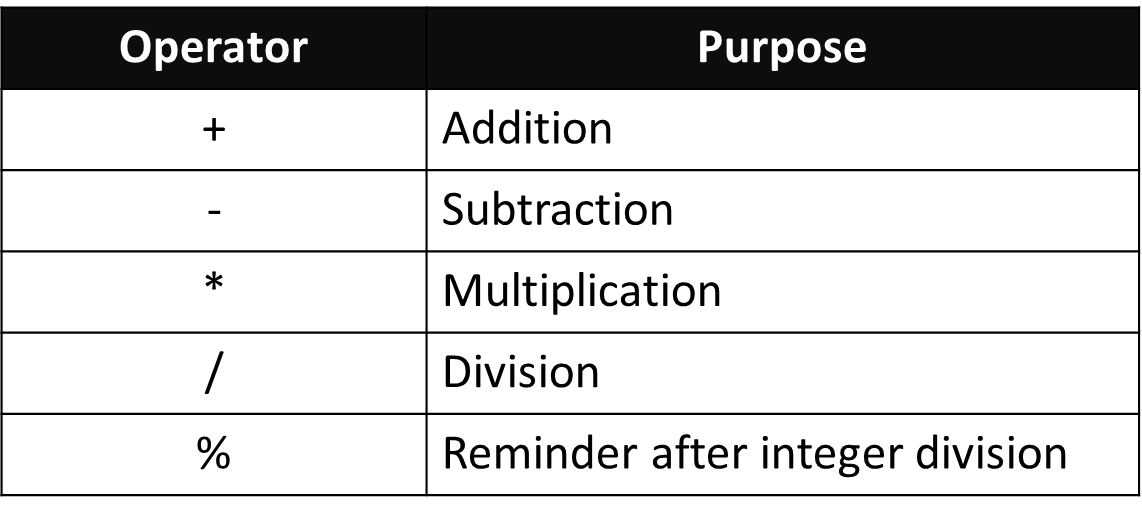 Operator Purpose
+ Addition
- Subtraction
* Multiplication
/ Division
% Reminder after integer division